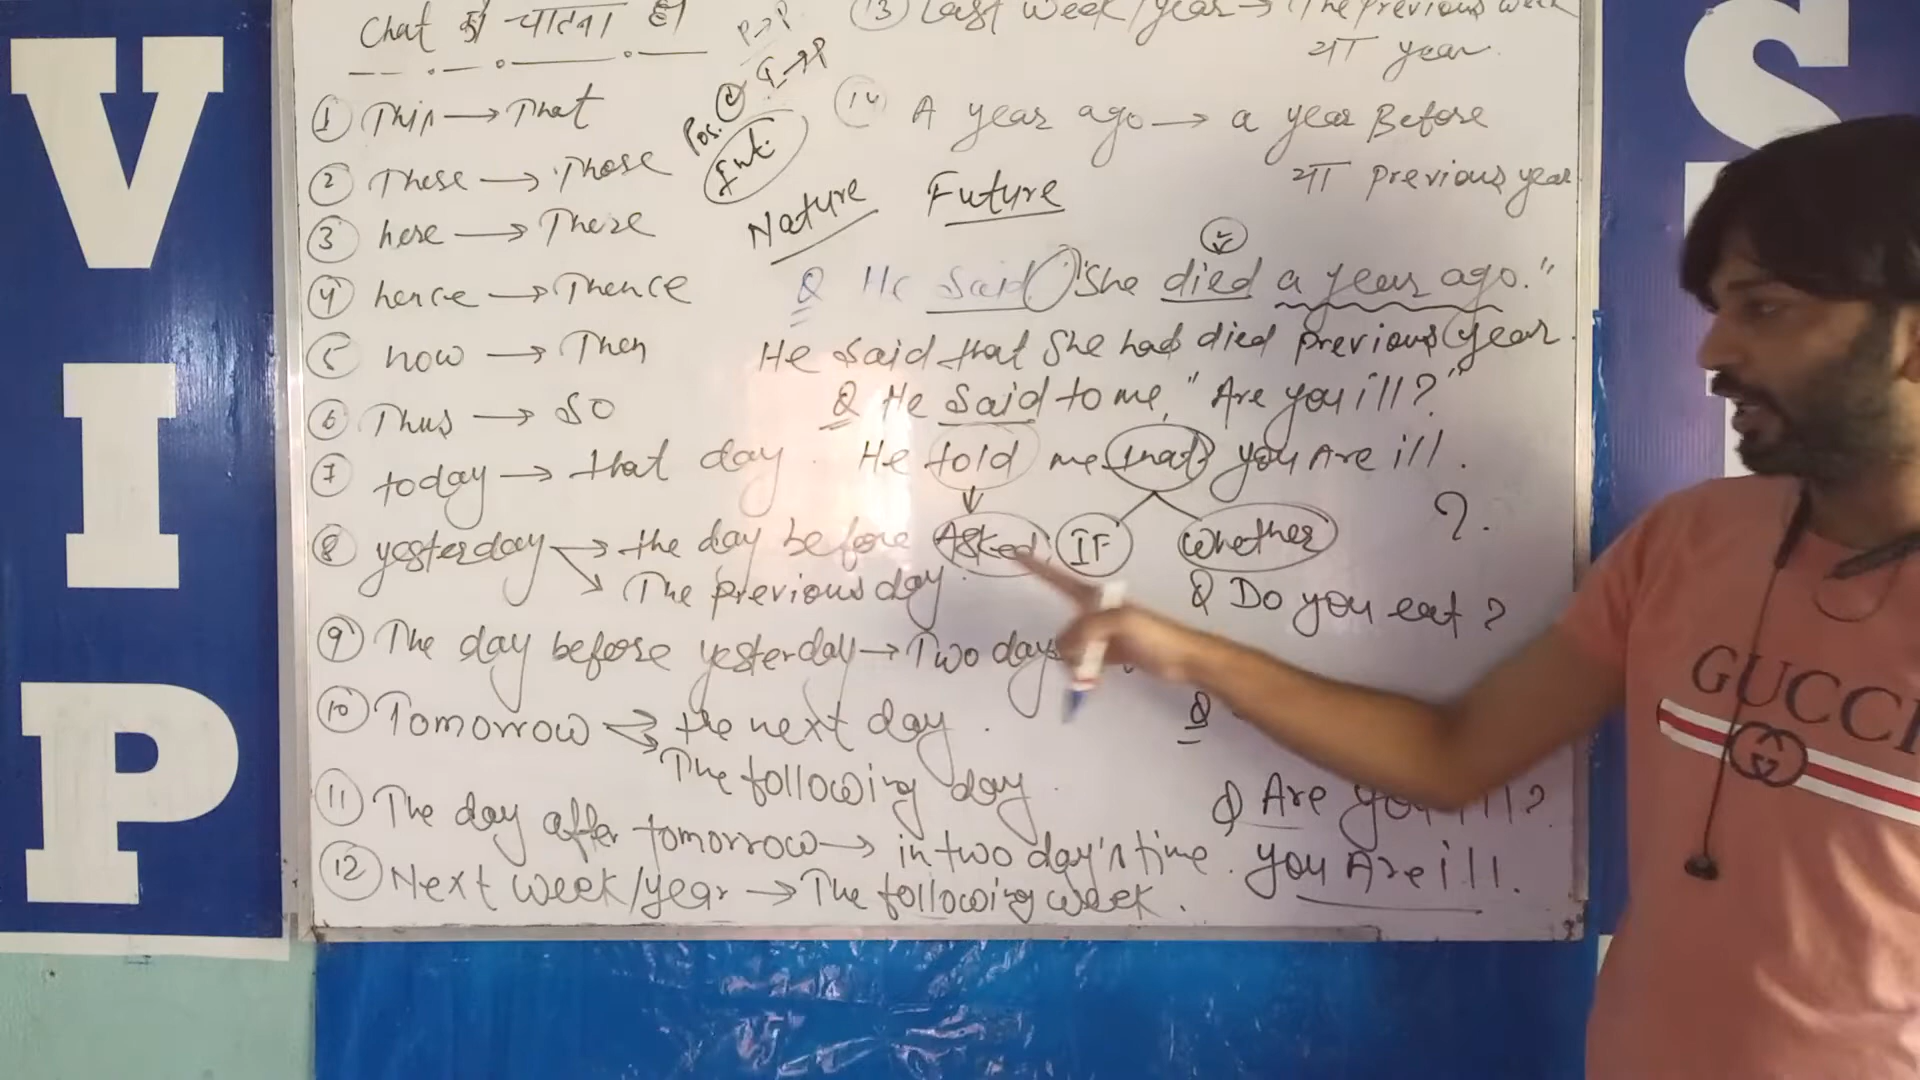 VIP
S
Chat को चाटना है।
P→P
I→P
Pos.
Int.
① This → That
② These → Those
③ here → There
④ hence → Thence
⑤ now → Then
⑥ Thus → SO
⑦ today → that day.
⑧ yesterday → the day before
→ The previous day.
⑨ The day before yesterday → Two days
⑩ Tomorrow → the next day.
→ The following day.
⑪ The day after tomorrow → in two day's time.
⑫ Next week/year → The following week.
⑬ Last week/year → The previous week
या year.
⑭ A year ago → a year Before
या previous year
Nature Future
Q He Said "She died a year ago."
He said that She had died previous year.
Q He Said to me, "Are you ill?"
He told me that you Are ill.
Asked IF whether ?.
Q Do you eat?
Q
Q Are you ill?
you Are ill.
GUCCI